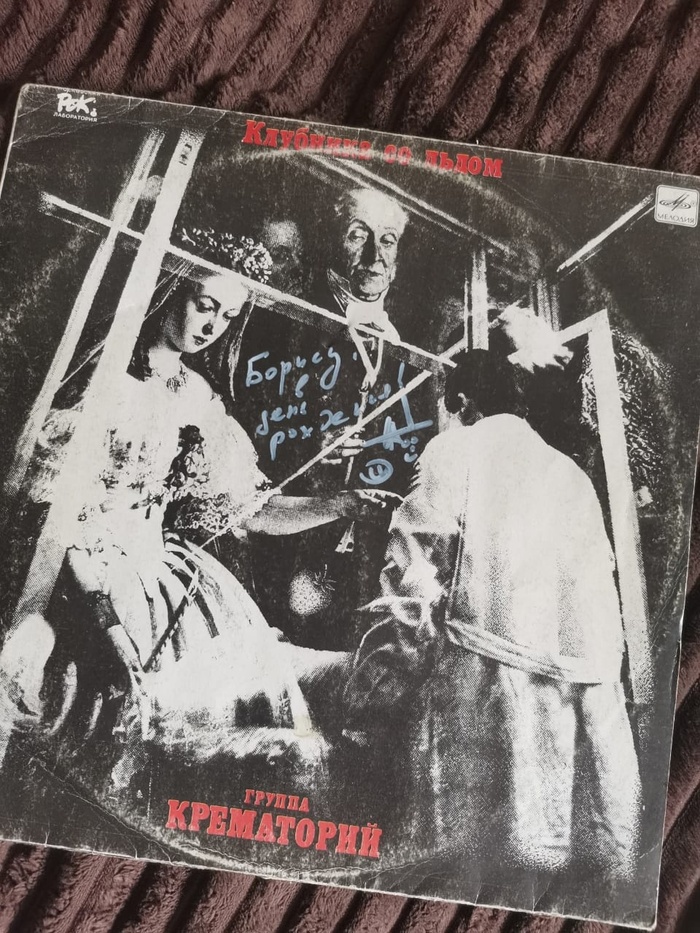 Рок
ЛАБОРАТОРИЯ
Клубника со льдом
МЕЛОДИЯ
Борису
в
день
рождения!
ГРУППА
КРЕМАТОРИЙ